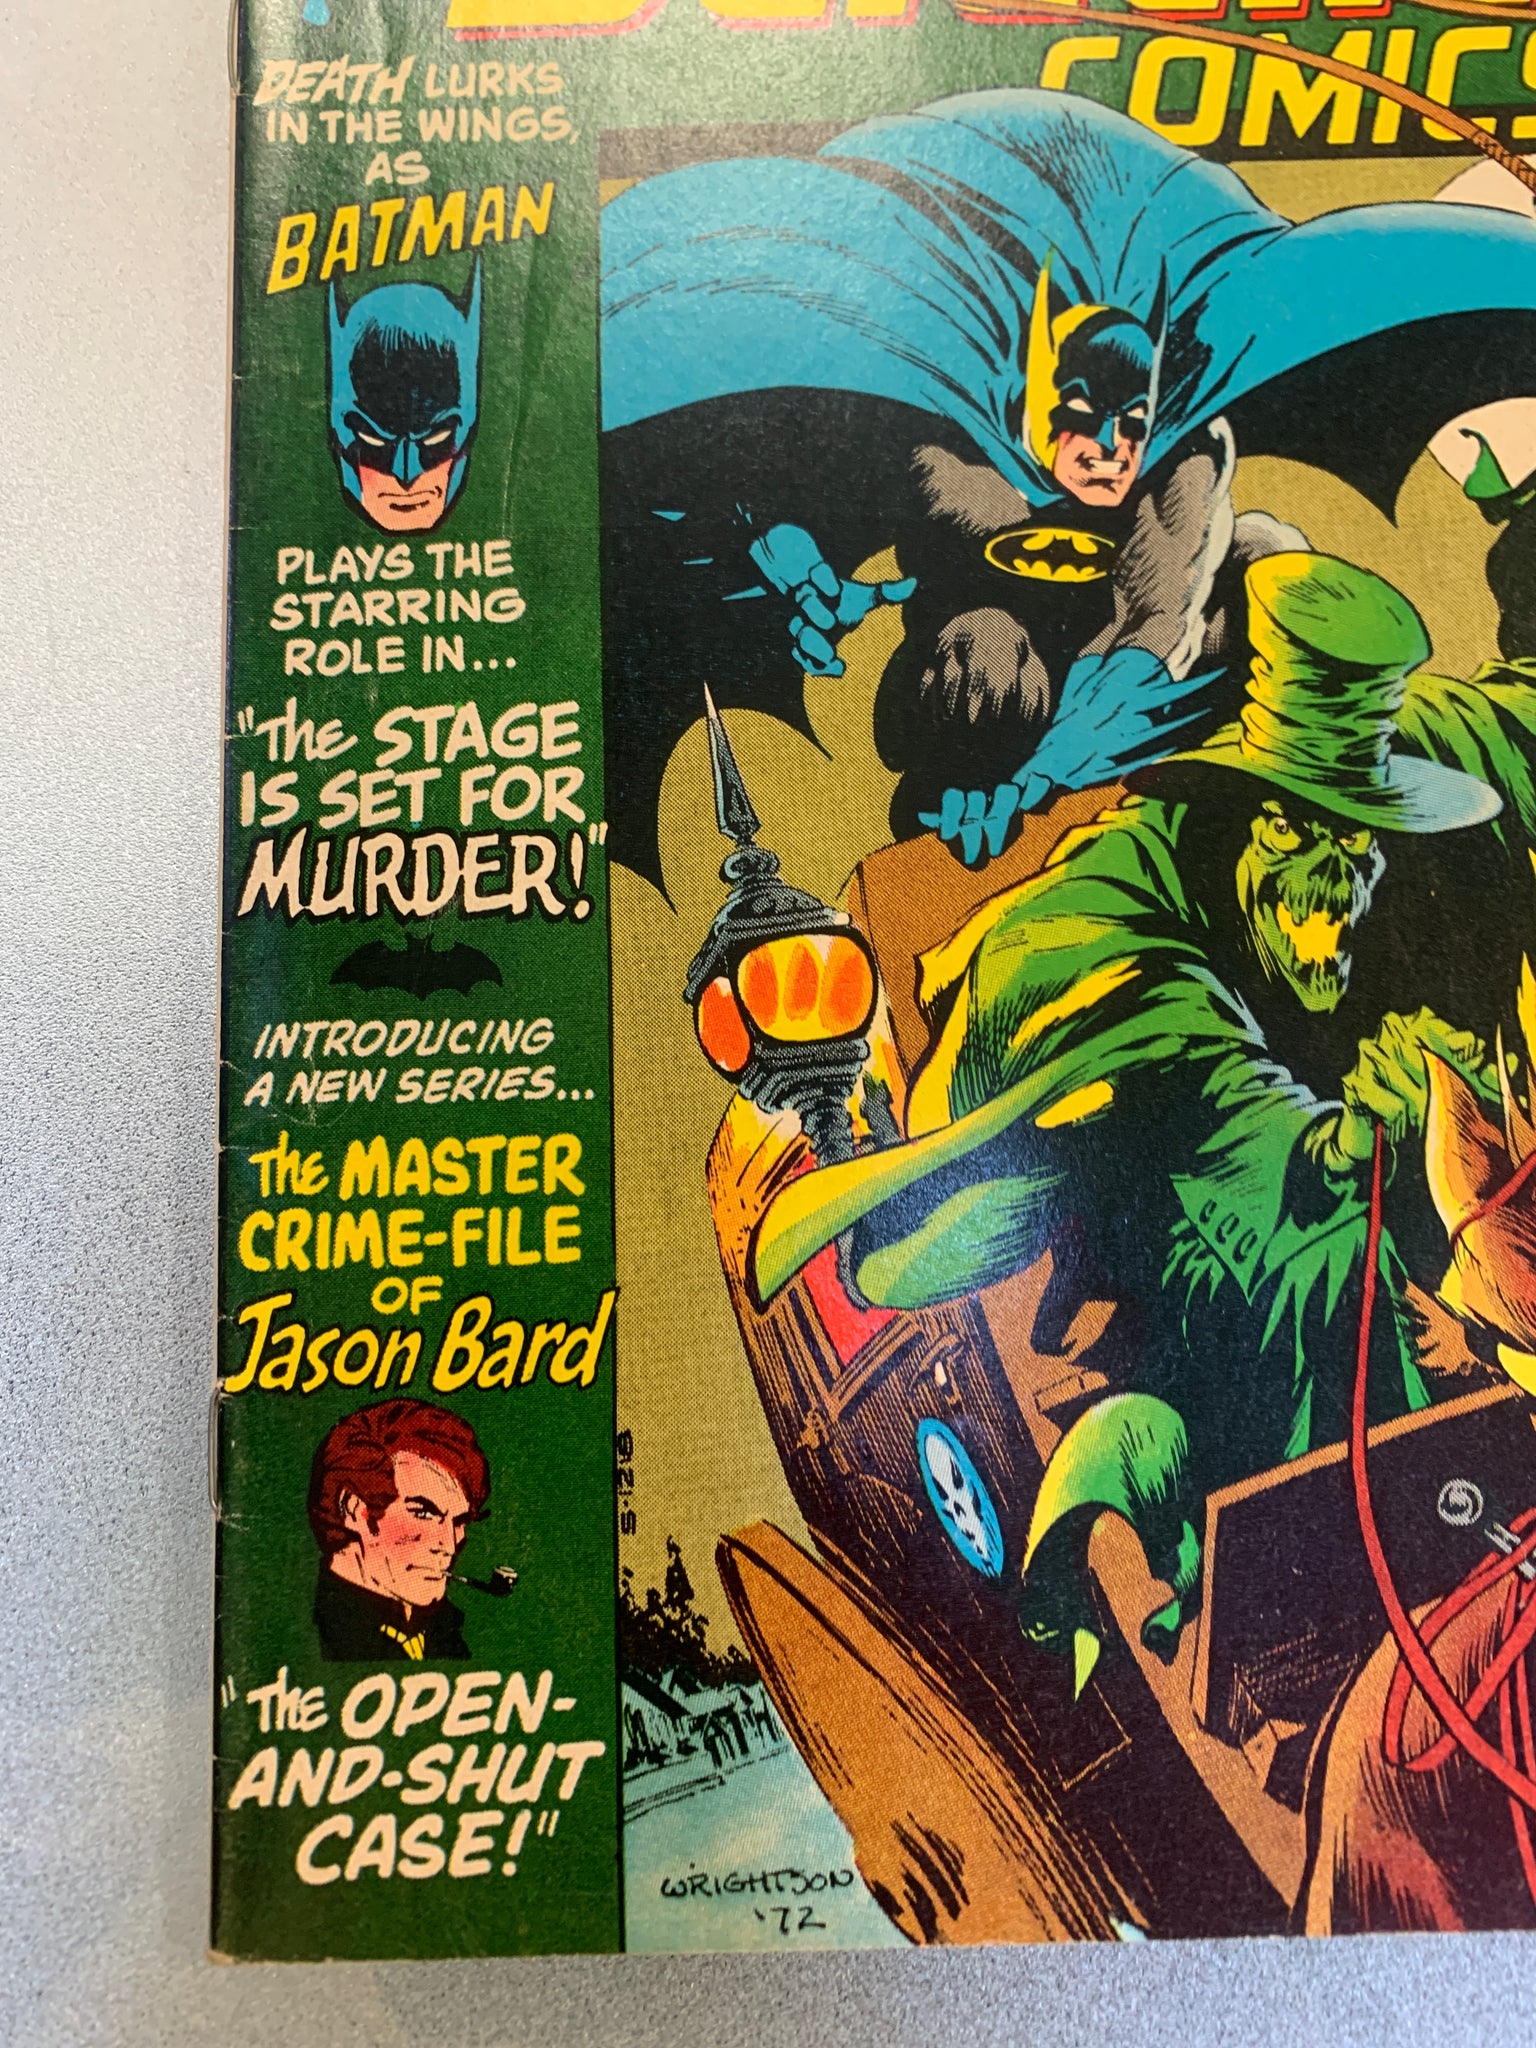 COMICS
DEATH LURKS
IN THE WINGS,
AS
BATMAN
PLAYS THE
STARRING
ROLE IN...
"The STAGE
IS SET FOR
MURDER!"
INTRODUCING
A NEW SERIES...
The MASTER
CRIME-FILE
OF
Jason Bard
"The OPEN-
AND-SHUT
CASE!"
S·128
WRIGHTSON
'72